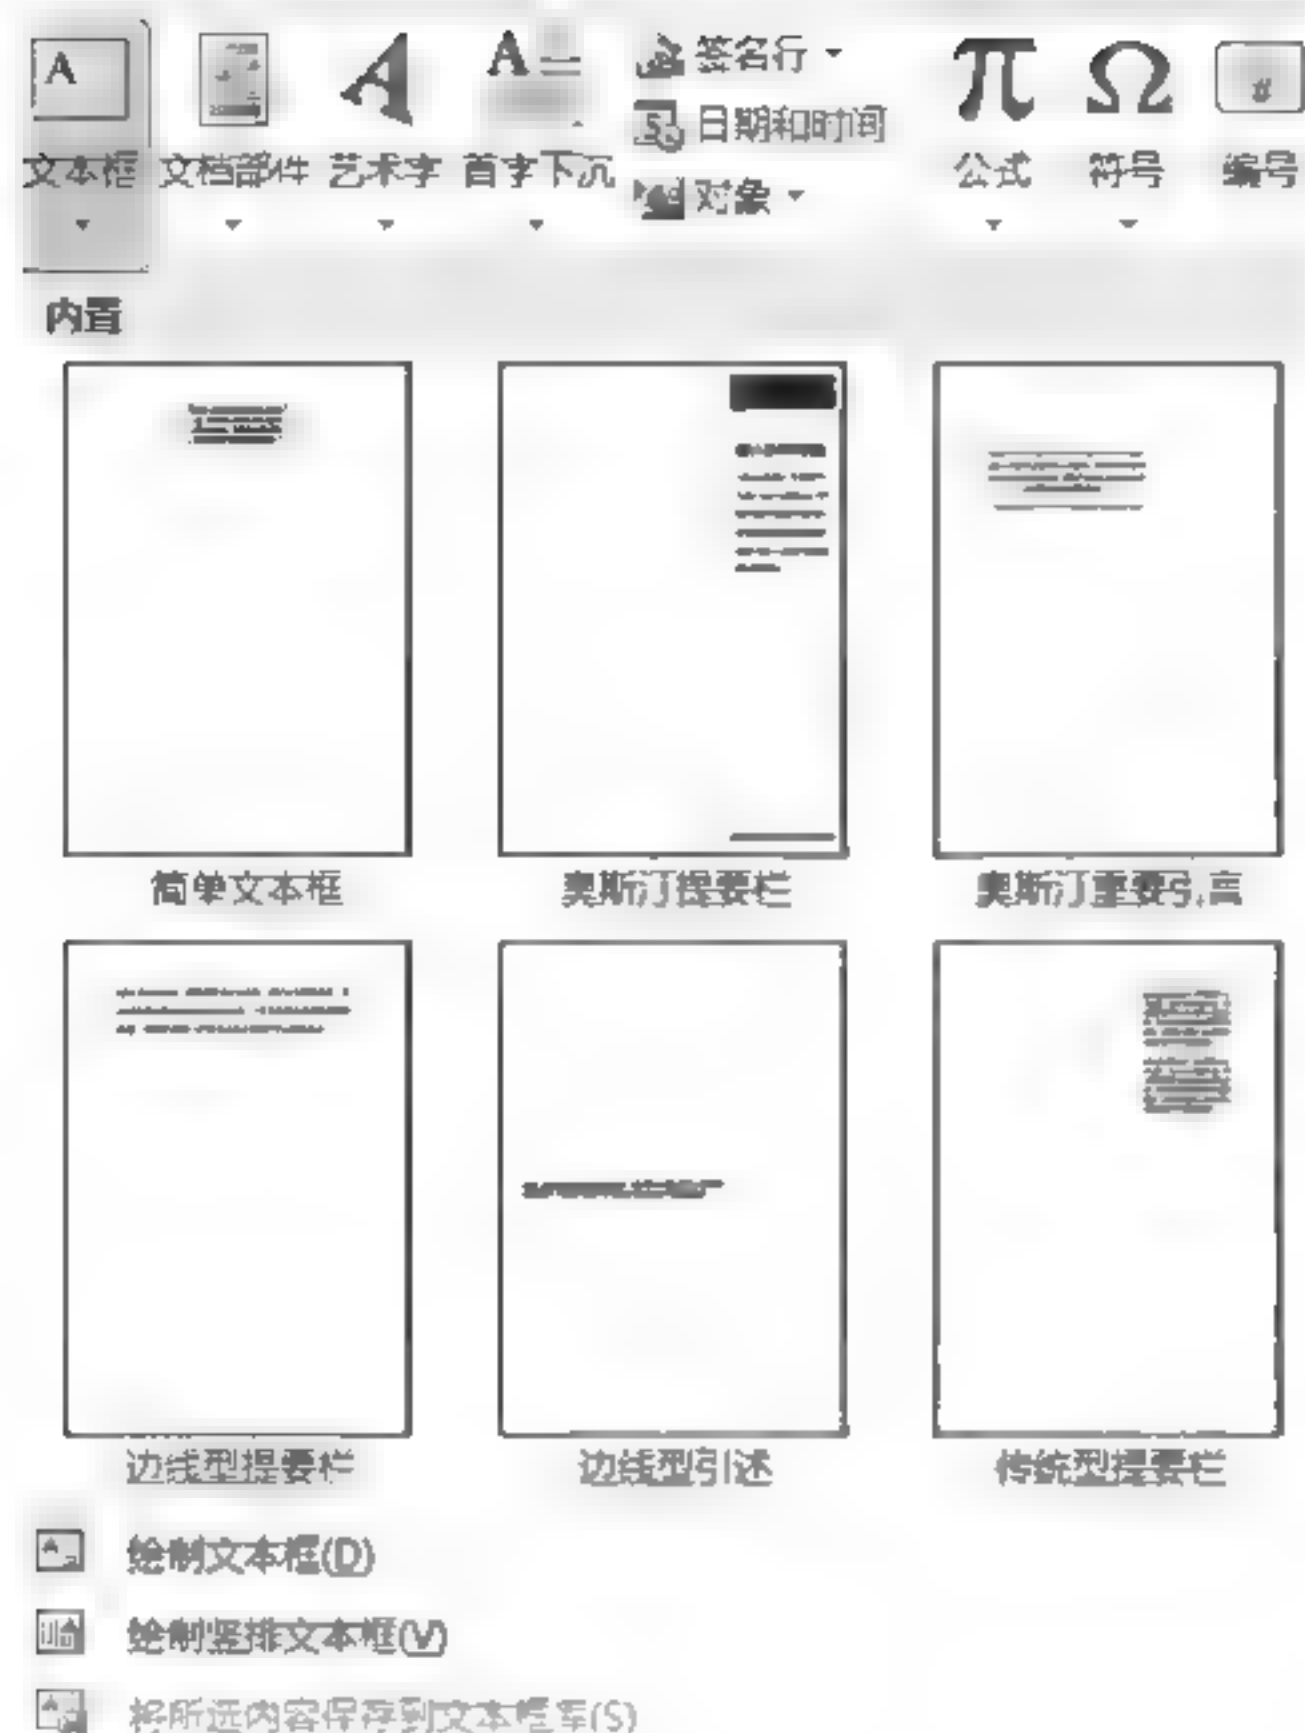 A A A 签名行 π Ω #
5 日期和时间
文本框 文档部件 艺术字 首字下沉 对象 公式 符号 编号
内置
简单文本框 奥斯汀提要栏 奥斯汀重要引言
边线型提要栏 边线型引述 传统型提要栏
绘制文本框(D)
绘制竖排文本框(V)
将所选内容保存到文本框库(S)